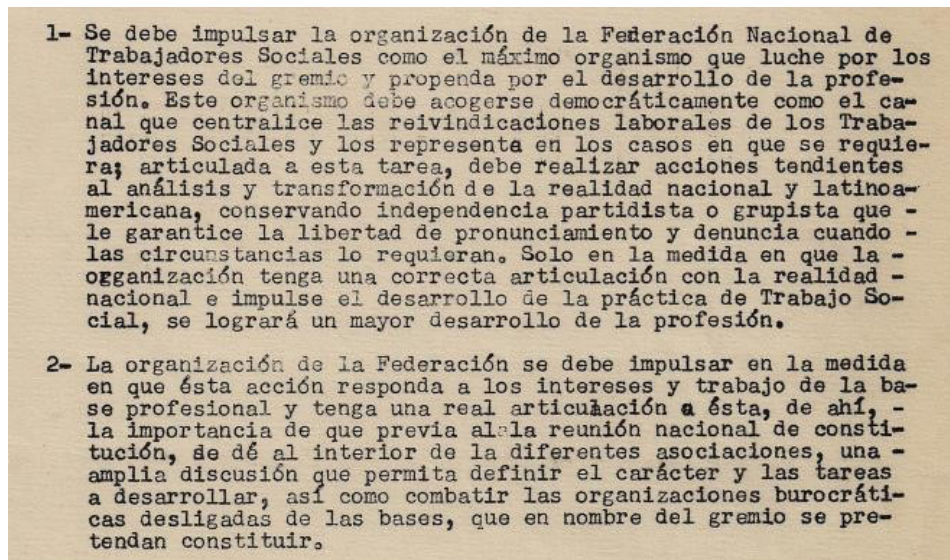 1- Se debe impulsar la organización de la Federación Nacional de
Trabajadores Sociales como el máximo organismo que luche por los
intereses del gremio y propenda por el desarrollo de la profe-
sión. Este organismo debe acogerse democráticamente como el ca-
nal que centralice las reivindicaciones laborales de los Traba-
jadores Sociales y los representa en los casos en que se requie-
ra; articulada a esta tarea, debe realizar acciones tendientes
al análisis y transformación de la realidad nacional y latinoa-
mericana, conservando independencia partidista o grupista que -
le garantice la libertad de pronunciamiento y denuncia cuando -
las circunstancias lo requieran. Solo en la medida en que la -
organización tenga una correcta articulación con la realidad -
nacional e impulse el desarrollo de la práctica de Trabajo So-
cial, se logrará un mayor desarrollo de la profesión.
2- La organización de la Federación se debe impulsar en la medida
en que ésta acción responda a los intereses y trabajo de la ba-
se profesional y tenga una real articulación a ésta, de ahí, -
la importancia de que previa a la reunión nacional de consti-
tución, se dé al interior de la diferentes asociaciones, una -
amplia discusión que permita definir el carácter y las tareas
a desarrollar, así como combatir las organizaciones burocráti-
cas desligadas de las bases, que en nombre del gremio se pre-
tendan constituir.